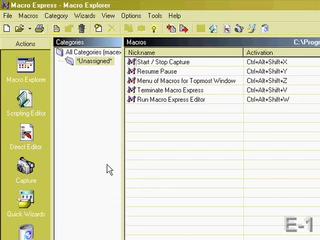 Macro Express - Macro Explorer
File Category Macro Wizards View Options Tools Help
Actions
Categories
Macros
C:\Progr
All Categories (mace
"Unassigned"
Nickname Activation
Start / Stop Capture Ctrl+Alt+Shift+X
Resume Pause Ctrl+Alt+Shift+Y
Menu of Macros for Topmost Window Ctrl+Alt+Shift+Z
Terminate Macro Express Ctrl+Alt+Shift+V
Run Macro Express Editor Ctrl+Alt+Shift+W
Macro Explorer
Scripting Editor
Direct Editor
Capture
Quick Wizards
E-1